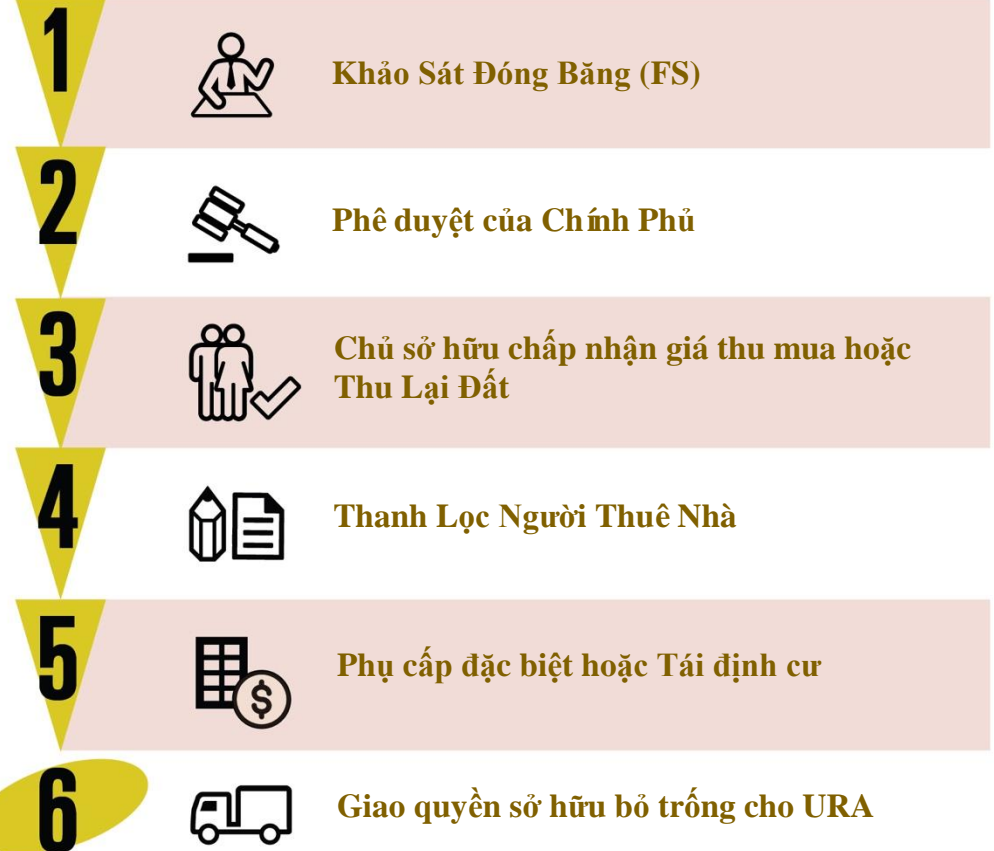 1
Khảo Sát Đóng Băng (FS)
2
Phê duyệt của Chính Phủ
3
Chủ sở hữu chấp nhận giá thu mua hoặc
Thu Lại Đất
4
Thanh Lọc Người Thuê Nhà
5
Phụ cấp đặc biệt hoặc Tái định cư
$
6
Giao quyền sở hữu bỏ trống cho URA